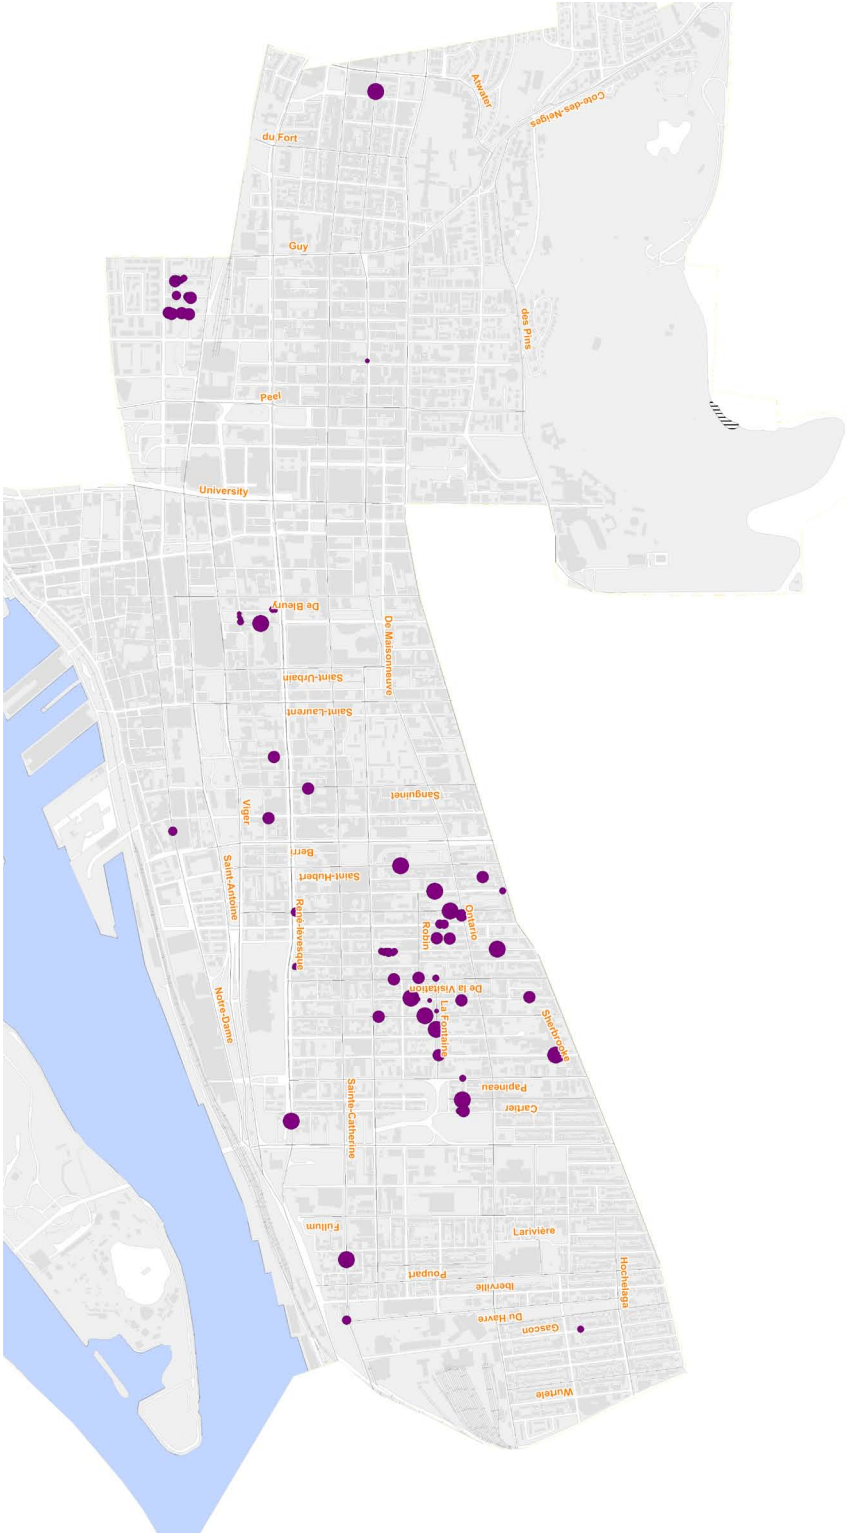 Atwater
Cote-des-Neiges
du Fort
Guy
des Pins
Peel
University
De Bleury
De Maisonneuve
Saint-Urbain
Saint-Laurent
Sanguinet
Viger
Berri
Saint-Hubert
Saint-Antoine
René-lévesque
Robin
Ontario
De la Visitation
Notre-Dame
La Fontaine
Sherbrooke
Papineau
Cartier
Sainte-Catherine
Fullum
Larivière
Poupart
Iberville
Hochelaga
Du Havre
Gascon
Wurtele